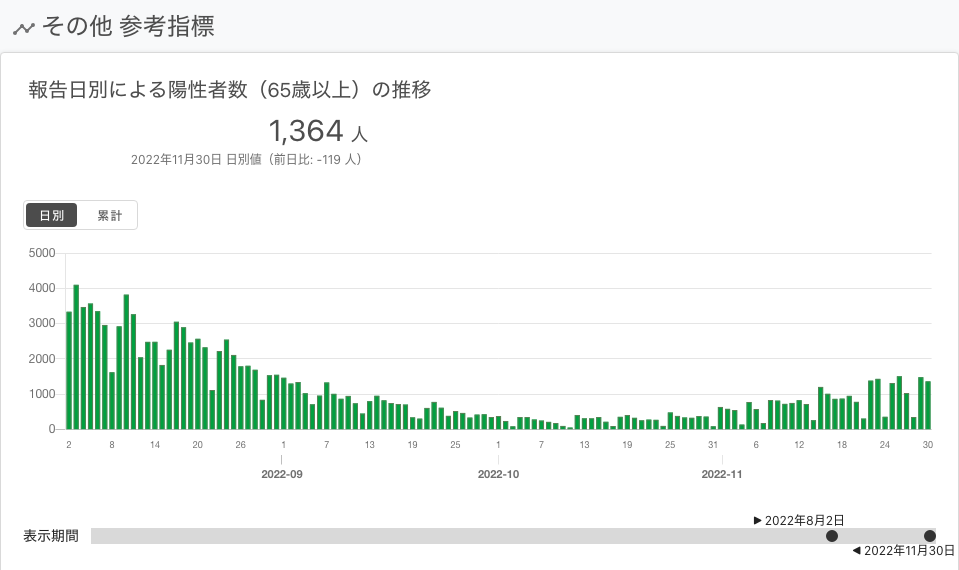 その他 参考指標
報告日別による陽性者数（65歳以上）の推移
1,364 人
2022年11月30日 日別値（前日比: -119 人）
日別 累計
5000
4000
3000
2000
1000
0
2 8 14 20 26 1 7 13 19 25 1 7 13 19 25 31 6 12 18 24 30
2022-09 2022-10 2022-11
▶ 2022年8月2日
表示期間
◀ 2022年11月30日